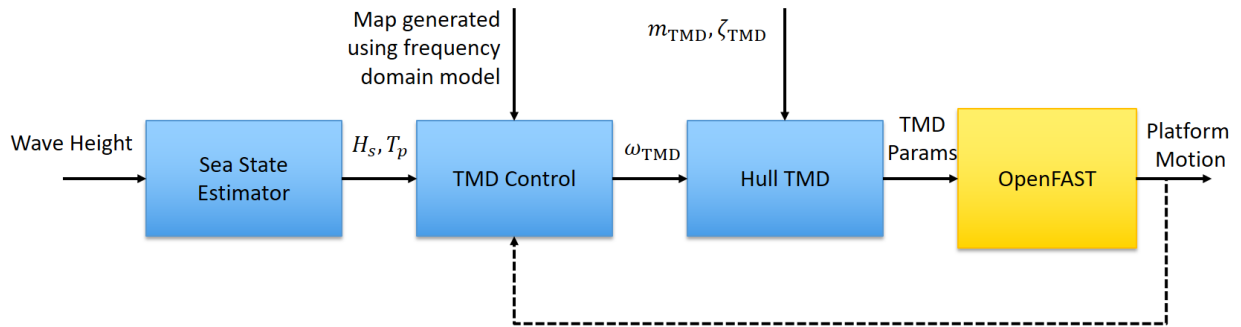 Map generated
using frequency
domain model
m_TMD, ζ_TMD
Wave Height
Sea State
Estimator
H_s, T_p
TMD Control
ω_TMD
Hull TMD
TMD
Params
OpenFAST
Platform
Motion